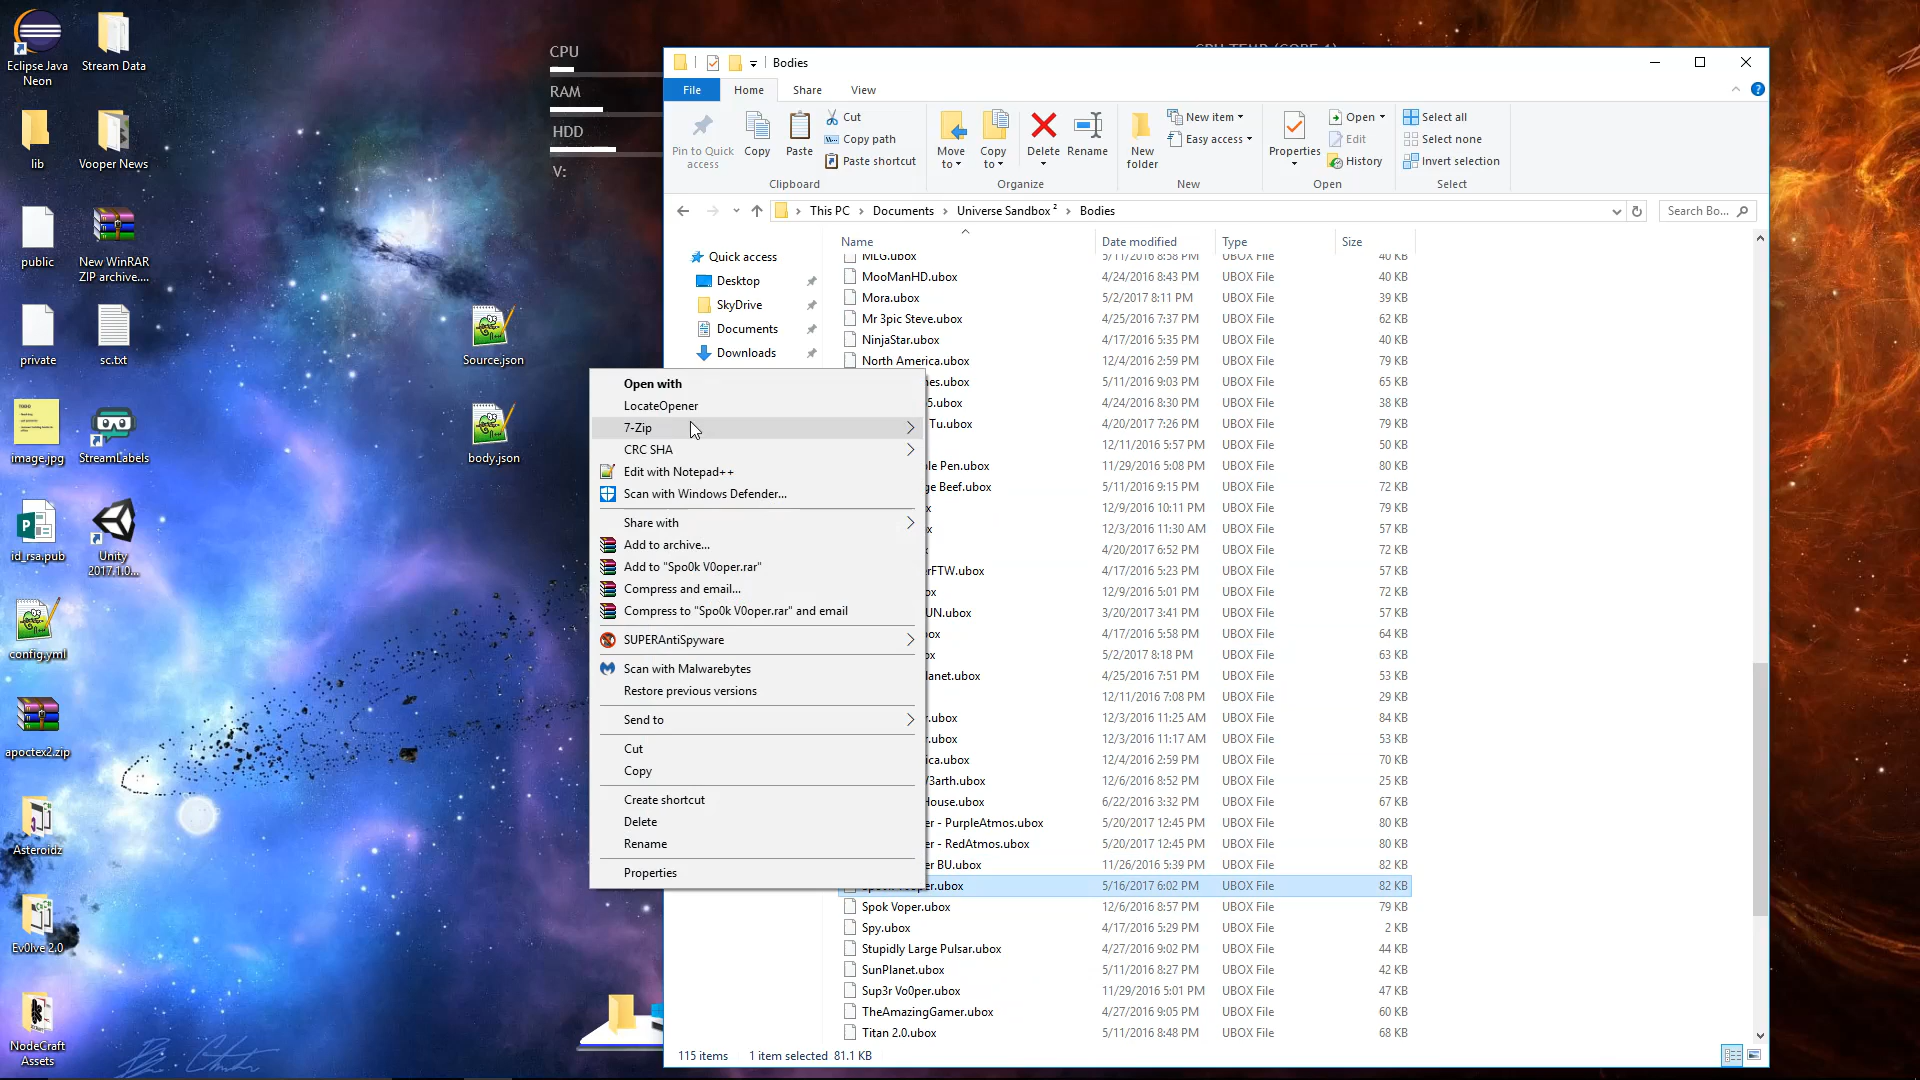 Eclipse Java
Neon
Stream Data
lib
Vooper News
public
New WinRAR
ZIP archive....
private
sc.txt
image.jpg
StreamLabels
id_rsa.pub
Unity
2017.1.0...
config.yml
apoctex2.zip
Asteroidz
Ev0lve 2.0
NodeCraft
Assets
Source.json
body.json
CPU
RAM
HDD
V:
Bodies
File
Home
Share
View
Pin to Quick
access
Copy
Paste
Cut
Copy path
Paste shortcut
Clipboard
Move
to
Copy
to
Delete
Rename
Organize
New
folder
New item
Easy access
New
Properties
Open
Edit
History
Open
Select all
Select none
Invert selection
Select
This PC
Documents
Universe Sandbox ²
Bodies
Search Bo...
Quick access
Desktop
SkyDrive
Documents
Downloads
Name Date modified Type Size
MLG.ubox 5/11/2016 8:58 PM UBOX File 40 KB
MooManHD.ubox 4/24/2016 8:43 PM UBOX File 40 KB
Mora.ubox 5/2/2017 8:11 PM UBOX File 39 KB
Mr 3pic Steve.ubox 4/25/2016 7:37 PM UBOX File 62 KB
NinjaStar.ubox 4/17/2016 5:35 PM UBOX File 40 KB
North America.ubox 12/4/2016 2:59 PM UBOX File 79 KB
nes.ubox 5/11/2016 9:03 PM UBOX File 65 KB
5.ubox 4/24/2016 8:30 PM UBOX File 38 KB
Tu.ubox 4/20/2017 7:26 PM UBOX File 79 KB
12/11/2016 5:57 PM UBOX File 50 KB
le Pen.ubox 11/29/2016 5:08 PM UBOX File 80 KB
ge Beef.ubox 5/11/2016 9:15 PM UBOX File 72 KB
x 12/9/2016 10:11 PM UBOX File 79 KB
x 12/3/2016 11:30 AM UBOX File 57 KB
x 4/20/2017 6:52 PM UBOX File 72 KB
rFTW.ubox 4/17/2016 5:23 PM UBOX File 57 KB
ox 12/9/2016 5:01 PM UBOX File 72 KB
UN.ubox 3/20/2017 3:41 PM UBOX File 57 KB
box 4/17/2016 5:58 PM UBOX File 64 KB
ox 5/2/2017 8:18 PM UBOX File 63 KB
lanet.ubox 4/25/2016 7:51 PM UBOX File 53 KB
12/11/2016 7:08 PM UBOX File 29 KB
r.ubox 12/3/2016 11:25 AM UBOX File 84 KB
r.ubox 12/3/2016 11:17 AM UBOX File 53 KB
ica.ubox 12/4/2016 2:59 PM UBOX File 70 KB
/3arth.ubox 12/6/2016 8:52 PM UBOX File 25 KB
House.ubox 6/22/2016 3:32 PM UBOX File 67 KB
er - PurpleAtmos.ubox 5/20/2017 12:45 PM UBOX File 80 KB
er - RedAtmos.ubox 5/20/2017 12:45 PM UBOX File 80 KB
er BU.ubox 11/26/2016 5:39 PM UBOX File 82 KB
er.ubox 5/16/2017 6:02 PM UBOX File 82 KB
Spok Voper.ubox 12/6/2016 8:57 PM UBOX File 79 KB
Spy.ubox 4/17/2016 5:29 PM UBOX File 2 KB
Stupidly Large Pulsar.ubox 4/27/2016 9:02 PM UBOX File 44 KB
SunPlanet.ubox 5/11/2016 8:27 PM UBOX File 42 KB
Sup3r Vo0per.ubox 11/29/2016 5:01 PM UBOX File 47 KB
TheAmazingGamer.ubox 4/27/2016 9:05 PM UBOX File 60 KB
Titan 2.0.ubox 5/11/2016 8:48 PM UBOX File 68 KB
115 items 1 item selected 81.1 KB
Open with
LocateOpener
7-Zip
CRC SHA
Edit with Notepad++
Scan with Windows Defender...
Share with
Add to archive...
Add to "Spo0k V0oper.rar"
Compress and email...
Compress to "Spo0k V0oper.rar" and email
SUPERAntiSpyware
Scan with Malwarebytes
Restore previous versions
Send to
Cut
Copy
Create shortcut
Delete
Rename
Properties